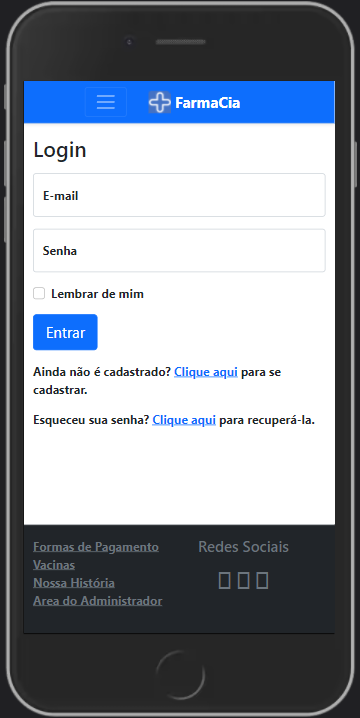 FarmaCia
Login
E-mail
Senha
Lembrar de mim
Entrar
Ainda não é cadastrado? Clique aqui para se
cadastrar.
Esqueceu sua senha? Clique aqui para recuperá-la.
Formas de Pagamento
Vacinas
Nossa História
Area do Administrador
Redes Sociais